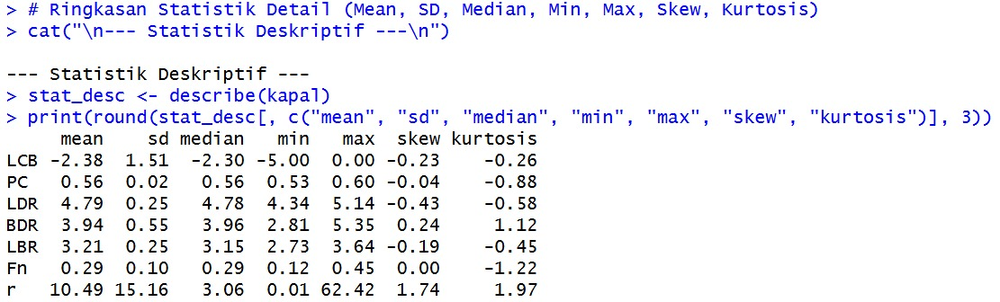 > # Ringkasan Statistik Detail (Mean, SD, Median, Min, Max, Skew, Kurtosis)
> cat("\n--- Statistik Deskriptif ---\n")

--- Statistik Deskriptif ---
> stat_desc <- describe(kapal)
> print(round(stat_desc[, c("mean", "sd", "median", "min", "max", "skew", "kurtosis")], 3))
     mean    sd median   min   max  skew kurtosis
LCB -2.38  1.51  -2.30 -5.00  0.00 -0.23    -0.26
PC   0.56  0.02   0.56  0.53  0.60 -0.04    -0.88
LDR  4.79  0.25   4.78  4.34  5.14 -0.43    -0.58
BDR  3.94  0.55   3.96  2.81  5.35  0.24     1.12
LBR  3.21  0.25   3.15  2.73  3.64 -0.19    -0.45
Fn   0.29  0.10   0.29  0.12  0.45  0.00    -1.22
r   10.49 15.16   3.06  0.01 62.42  1.74     1.97